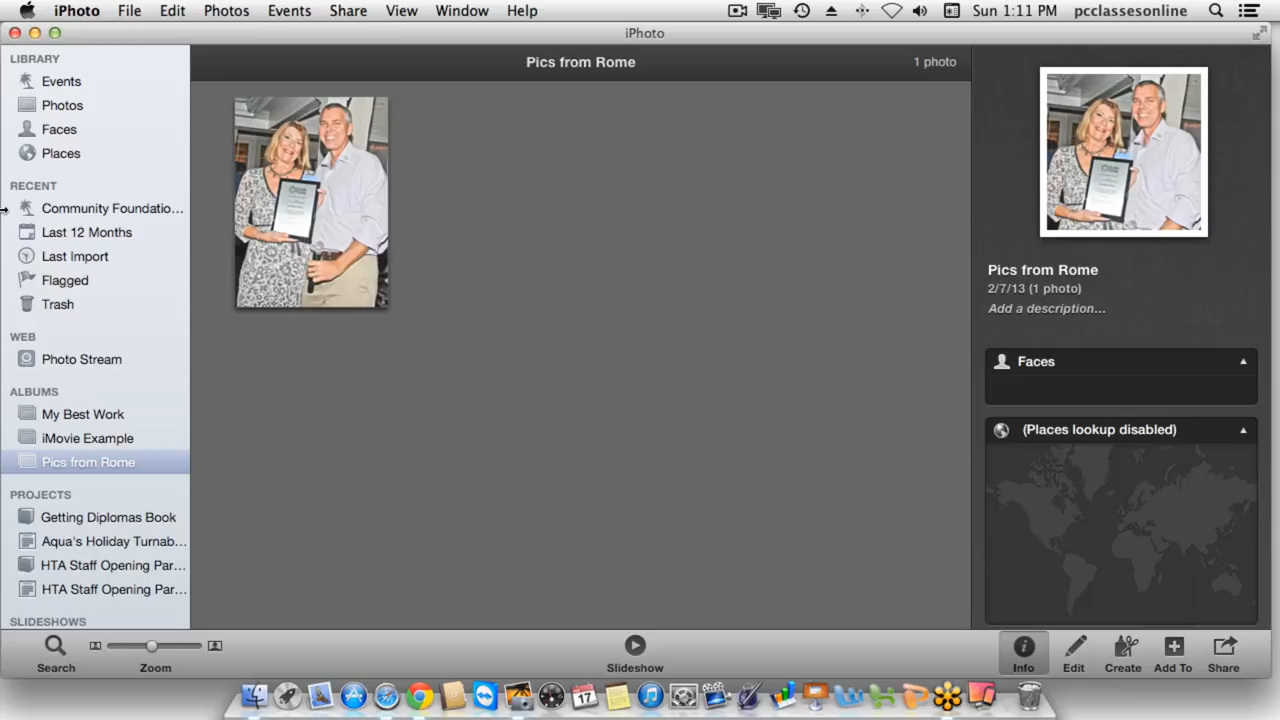 iPhoto File Edit Photos Events Share View Window Help Sun 1:11 PM pcclassesonline
iPhoto
LIBRARY
Events
Photos
Faces
Places
RECENT
Community Foundatio...
Last 12 Months
Last Import
Flagged
Trash
WEB
Photo Stream
ALBUMS
My Best Work
iMovie Example
Pics from Rome
PROJECTS
Getting Diplomas Book
Aqua's Holiday Turnab...
HTA Staff Opening Par...
HTA Staff Opening Par...
SLIDESHOWS
Pics from Rome 1 photo
Pics from Rome
2/7/13 (1 photo)
Add a description...
Faces
(Places lookup disabled)
Search Zoom Slideshow Info Edit Create Add To Share
17